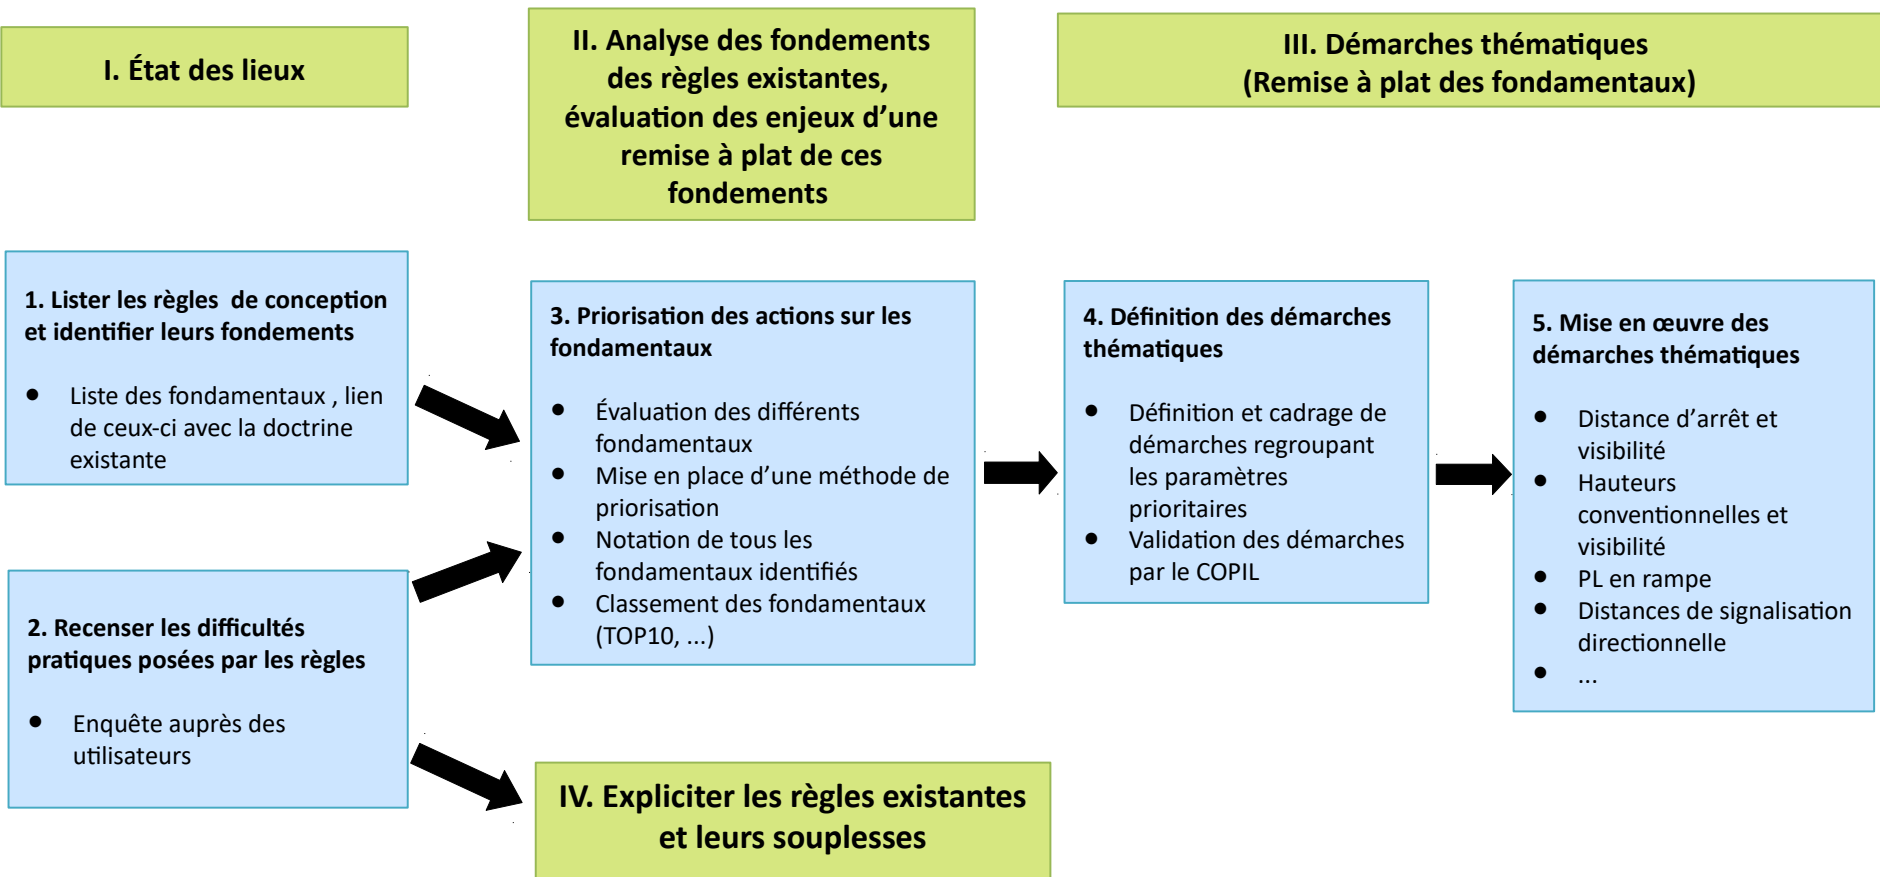 I. État des lieux
II. Analyse des fondements
des règles existantes,
évaluation des enjeux d’une
remise à plat de ces
fondements
III. Démarches thématiques
(Remise à plat des fondamentaux)
1. Lister les règles  de conception
et identifier leurs fondements
● Liste des fondamentaux , lien
de ceux-ci avec la doctrine
existante
2. Recenser les difficultés
pratiques posées par les règles
● Enquête auprès des
utilisateurs
3. Priorisation des actions sur les
fondamentaux
● Évaluation des différents
fondamentaux
● Mise en place d’une méthode de
priorisation
● Notation de tous les
fondamentaux identifiés
● Classement des fondamentaux
(TOP10, ...)
4. Définition des démarches
thématiques
● Définition et cadrage de
démarches regroupant
les paramètres
prioritaires
● Validation des démarches
par le COPIL
5. Mise en œuvre des
démarches thématiques
● Distance d’arrêt et
visibilité
● Hauteurs
conventionnelles et
visibilité
● PL en rampe
● Distances de signalisation
directionnelle
● ...
IV. Expliciter les règles existantes
et leurs souplesses